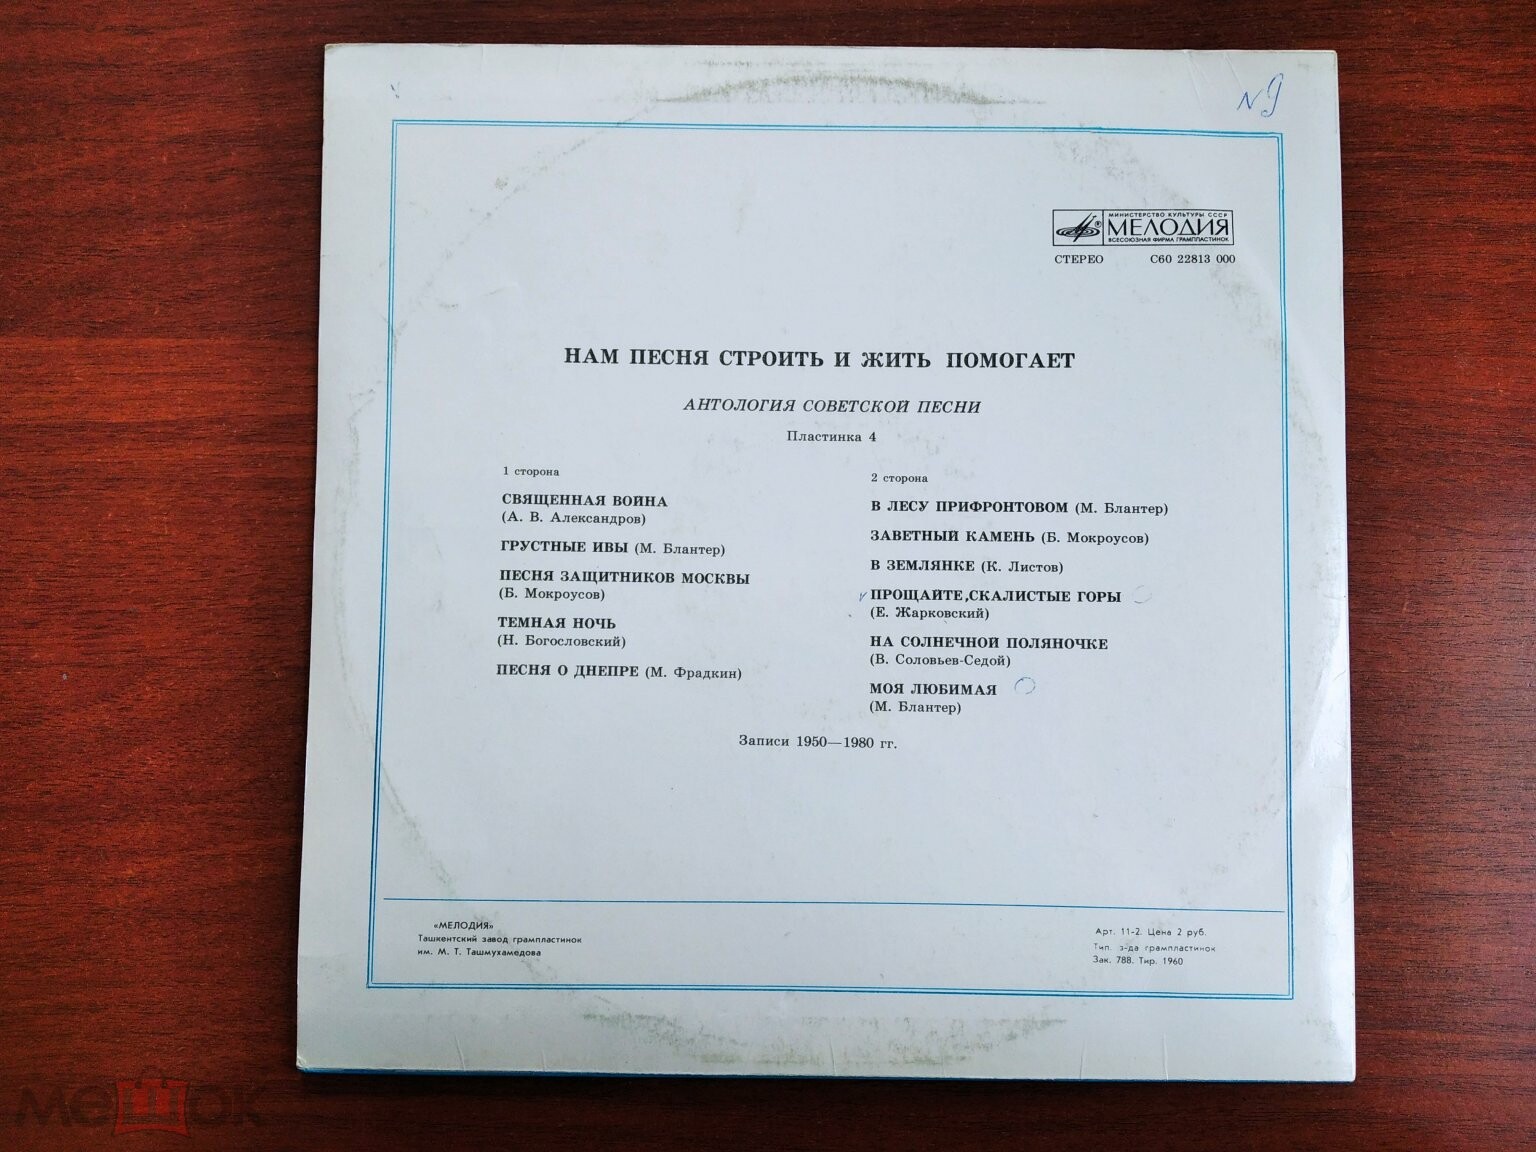 N 9
МИНИСТЕРСТВО КУЛЬТУРЫ СССР
МЕЛОДИЯ
ВСЕСОЮЗНАЯ ФИРМА ГРАМПЛАСТИНОК
СТЕРЕО С60 22813 000
НАМ ПЕСНЯ СТРОИТЬ И ЖИТЬ ПОМОГАЕТ
АНТОЛОГИЯ СОВЕТСКОЙ ПЕСНИ
Пластинка 4
1 сторона
СВЯЩЕННАЯ ВОИНА
(А. В. Александров)
ГРУСТНЫЕ ИВЫ (М. Блантер)
ПЕСНЯ ЗАЩИТНИКОВ МОСКВЫ
(Б. Мокроусов)
ТЕМНАЯ НОЧЬ
(Н. Богословский)
ПЕСНЯ О ДНЕПРЕ (М. Фрадкин)
2 сторона
В ЛЕСУ ПРИФРОНТОВОМ (М. Блантер)
ЗАВЕТНЫЙ КАМЕНЬ (Б. Мокроусов)
В ЗЕМЛЯНКЕ (К. Листов)
ПРОЩАЙТЕ,СКАЛИСТЫЕ ГОРЫ
(Е. Жарковский)
НА СОЛНЕЧНОЙ ПОЛЯНОЧКЕ
(В. Соловьев-Седой)
МОЯ ЛЮБИМАЯ
(М. Блантер)
Записи 1950—1980 гг.
«МЕЛОДИЯ»
Ташкентский завод грампластинок
им. М. Т. Ташмухамедова
Арт. 11-2. Цена 2 руб.
Тип. з-да грампластинок
Зак. 788. Тир. 1960
мешок